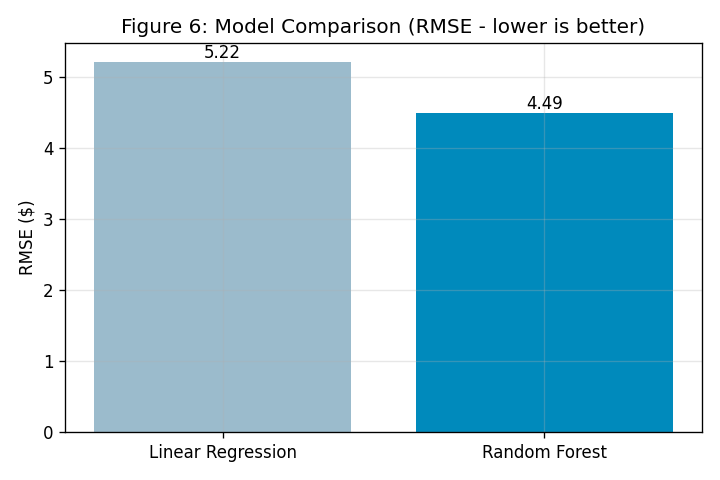 Figure 6: Model Comparison (RMSE - lower is better)
5.22
4.49
5
4
3
2
1
0
RMSE ($)
Linear Regression
Random Forest